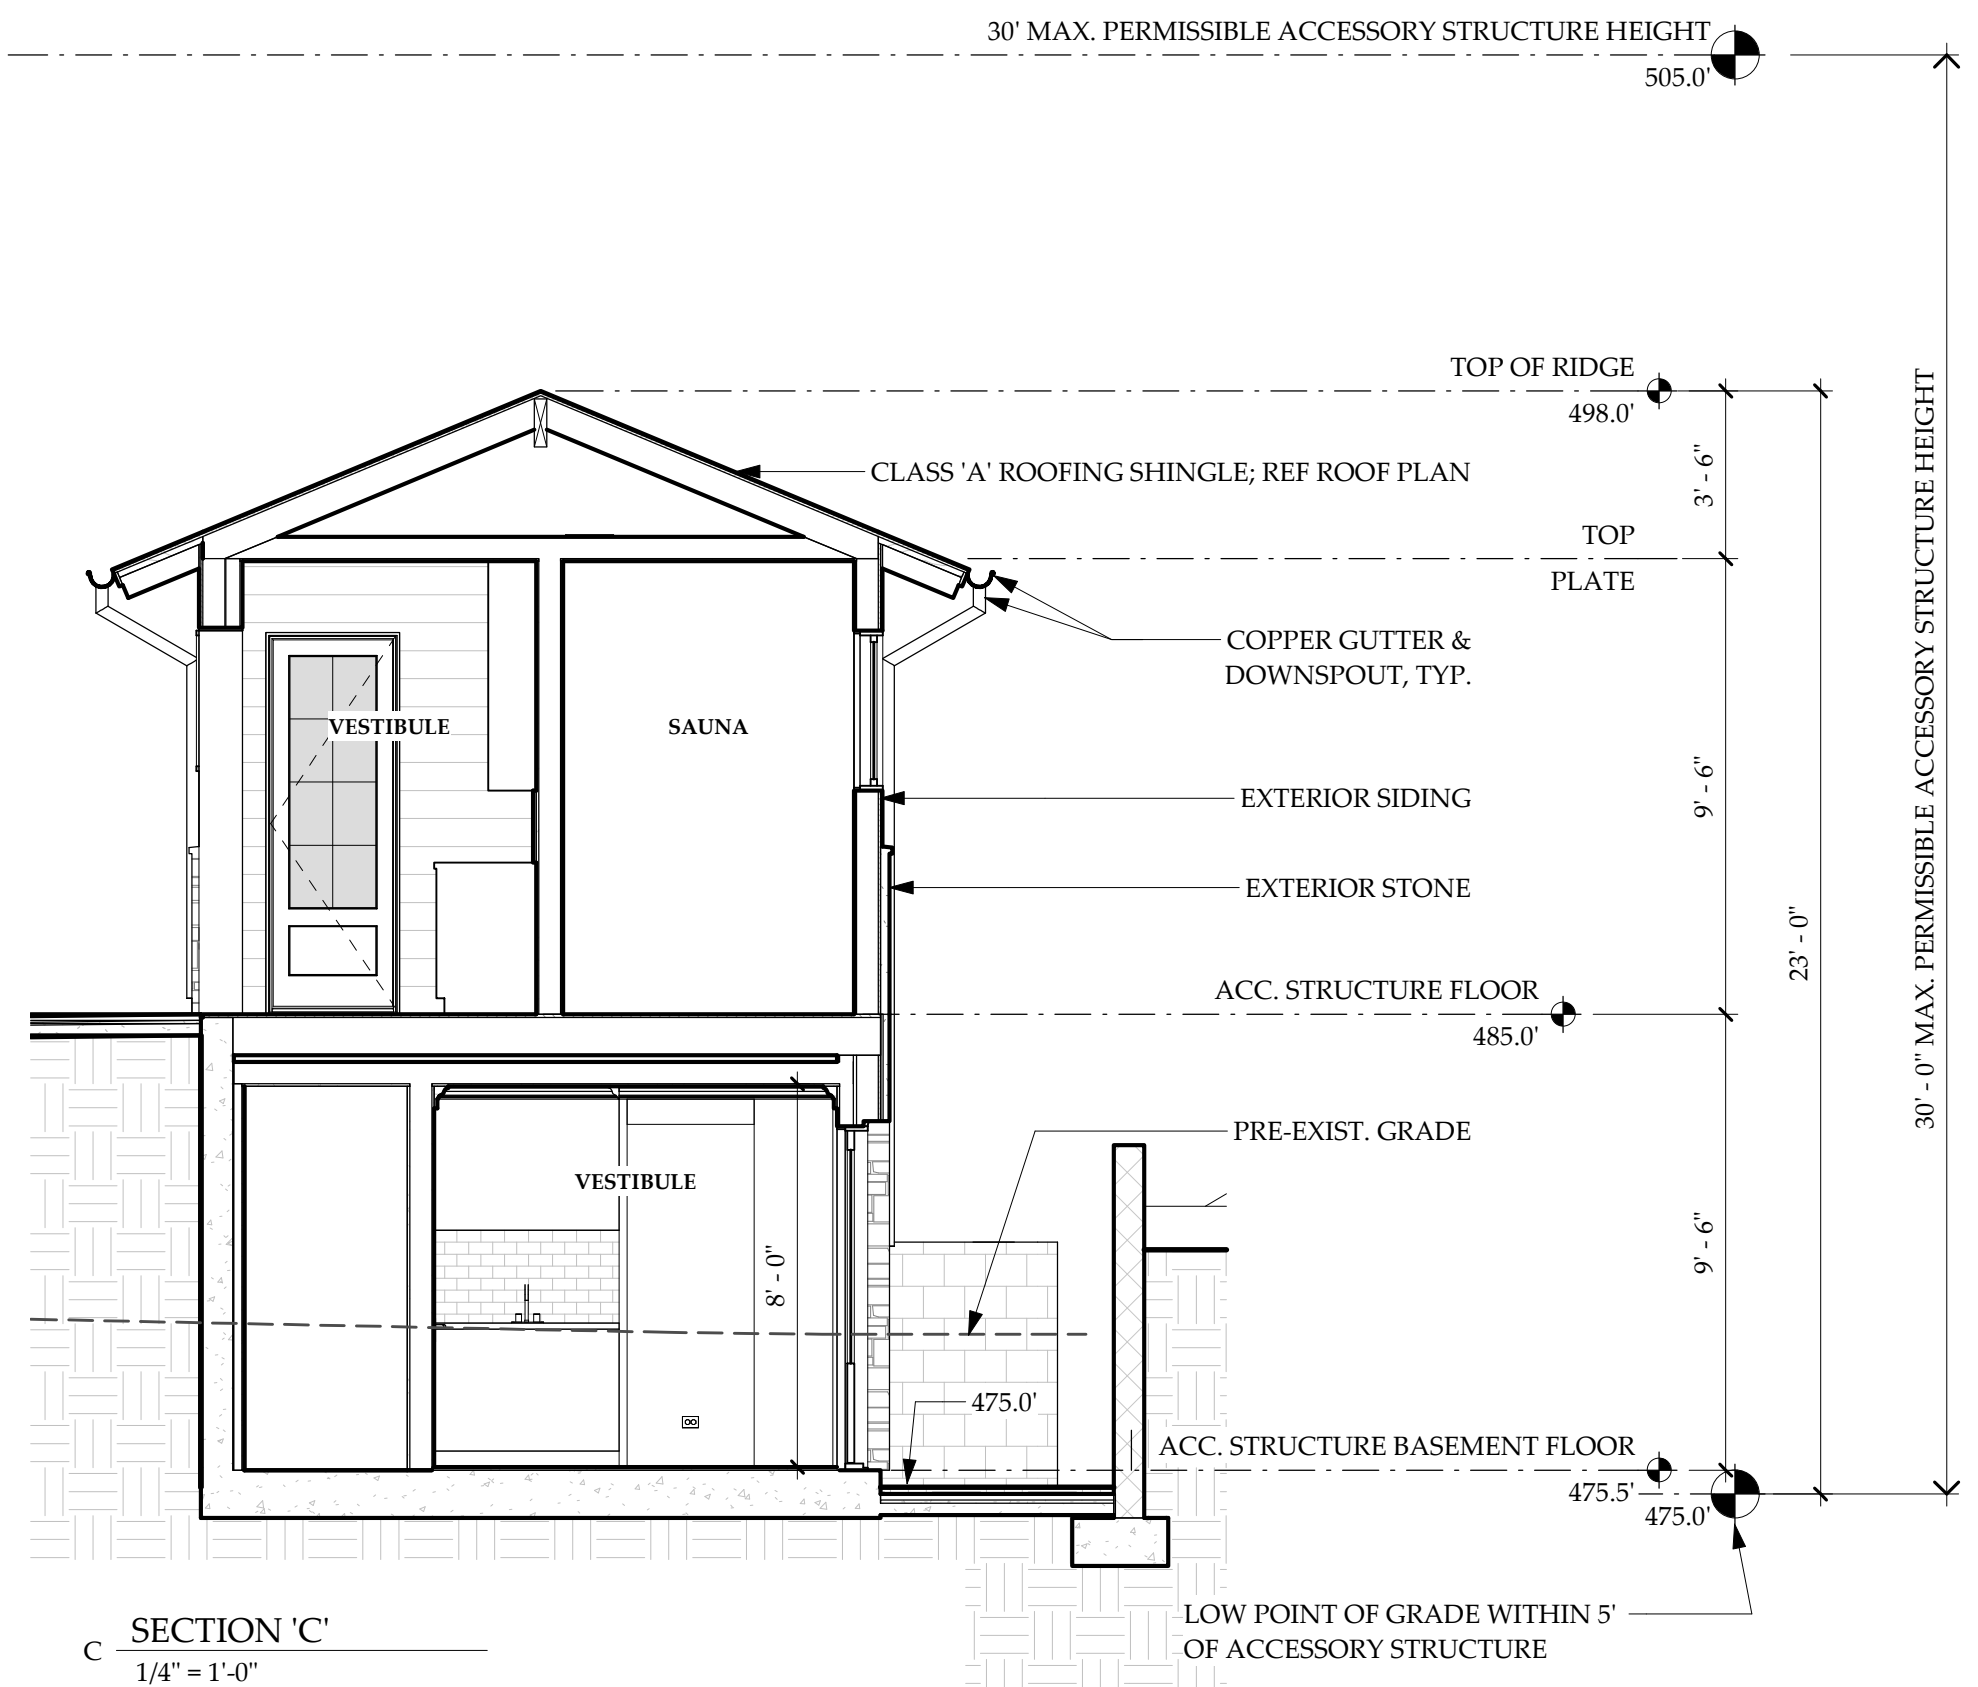 30' MAX. PERMISSIBLE ACCESSORY STRUCTURE HEIGHT
505.0'
TOP OF RIDGE
498.0'
CLASS 'A' ROOFING SHINGLE; REF ROOF PLAN
3' - 6"
TOP
PLATE
COPPER GUTTER &
DOWNSPOUT, TYP.
VESTIBULE
SAUNA
EXTERIOR SIDING
9' - 6"
EXTERIOR STONE
23' - 0"
30' - 0" MAX. PERMISSIBLE ACCESSORY STRUCTURE HEIGHT
ACC. STRUCTURE FLOOR
485.0'
PRE-EXIST. GRADE
VESTIBULE
8' - 0"
9' - 6"
475.0'
ACC. STRUCTURE BASEMENT FLOOR
475.5'
475.0'
LOW POINT OF GRADE WITHIN 5'
OF ACCESSORY STRUCTURE
C SECTION 'C'
1/4" = 1'-0"